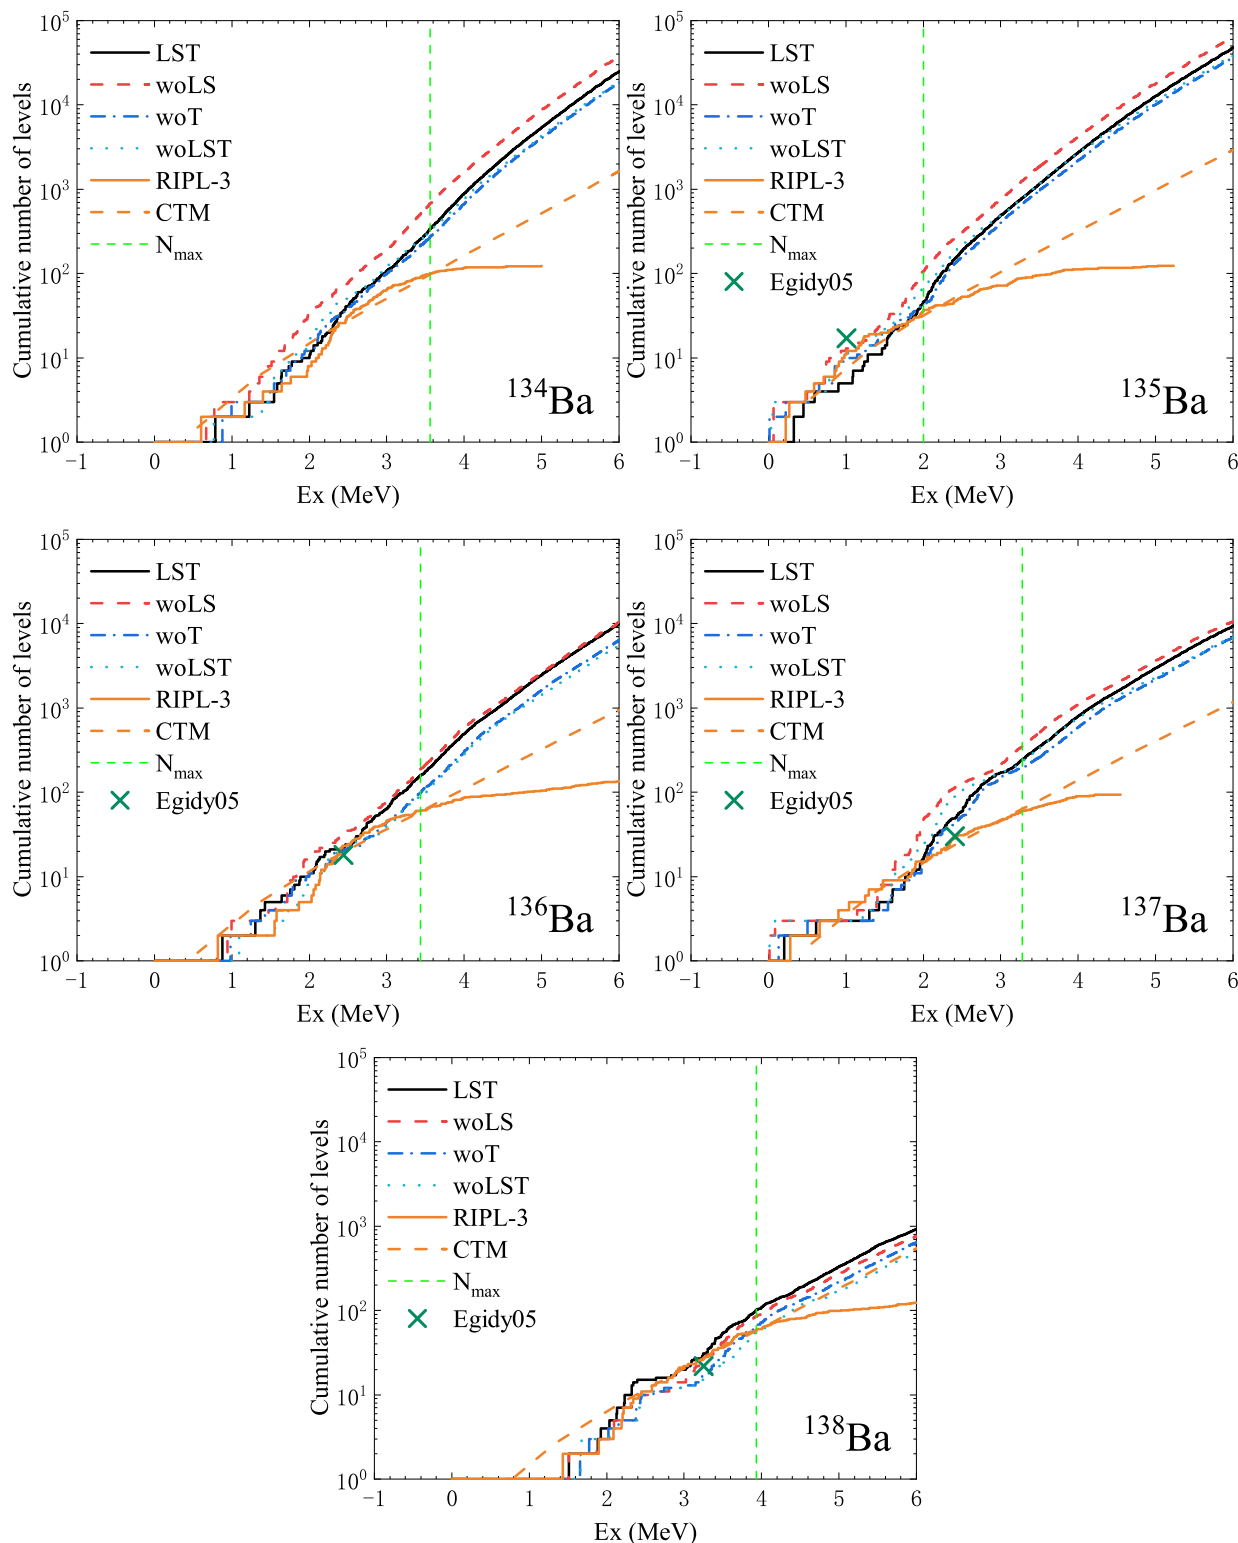 Cumulative number of levels
10^5
10^4
10^3
10^2
10^1
10^0
LST
woLS
woT
woLST
RIPL-3
CTM
N_max
^134Ba
-1 0 1 2 3 4 5 6
Ex (MeV)
Cumulative number of levels
10^5
10^4
10^3
10^2
10^1
10^0
LST
woLS
woT
woLST
RIPL-3
CTM
N_max
Egidy05
^135Ba
-1 0 1 2 3 4 5 6
Ex (MeV)
Cumulative number of levels
10^5
10^4
10^3
10^2
10^1
10^0
LST
woLS
woT
woLST
RIPL-3
CTM
N_max
Egidy05
^136Ba
-1 0 1 2 3 4 5 6
Ex (MeV)
Cumulative number of levels
10^5
10^4
10^3
10^2
10^1
10^0
LST
woLS
woT
woLST
RIPL-3
CTM
N_max
Egidy05
^137Ba
-1 0 1 2 3 4 5 6
Ex (MeV)
Cumulative number of levels
10^5
10^4
10^3
10^2
10^1
10^0
LST
woLS
woT
woLST
RIPL-3
CTM
N_max
Egidy05
^138Ba
-1 0 1 2 3 4 5 6
Ex (MeV)